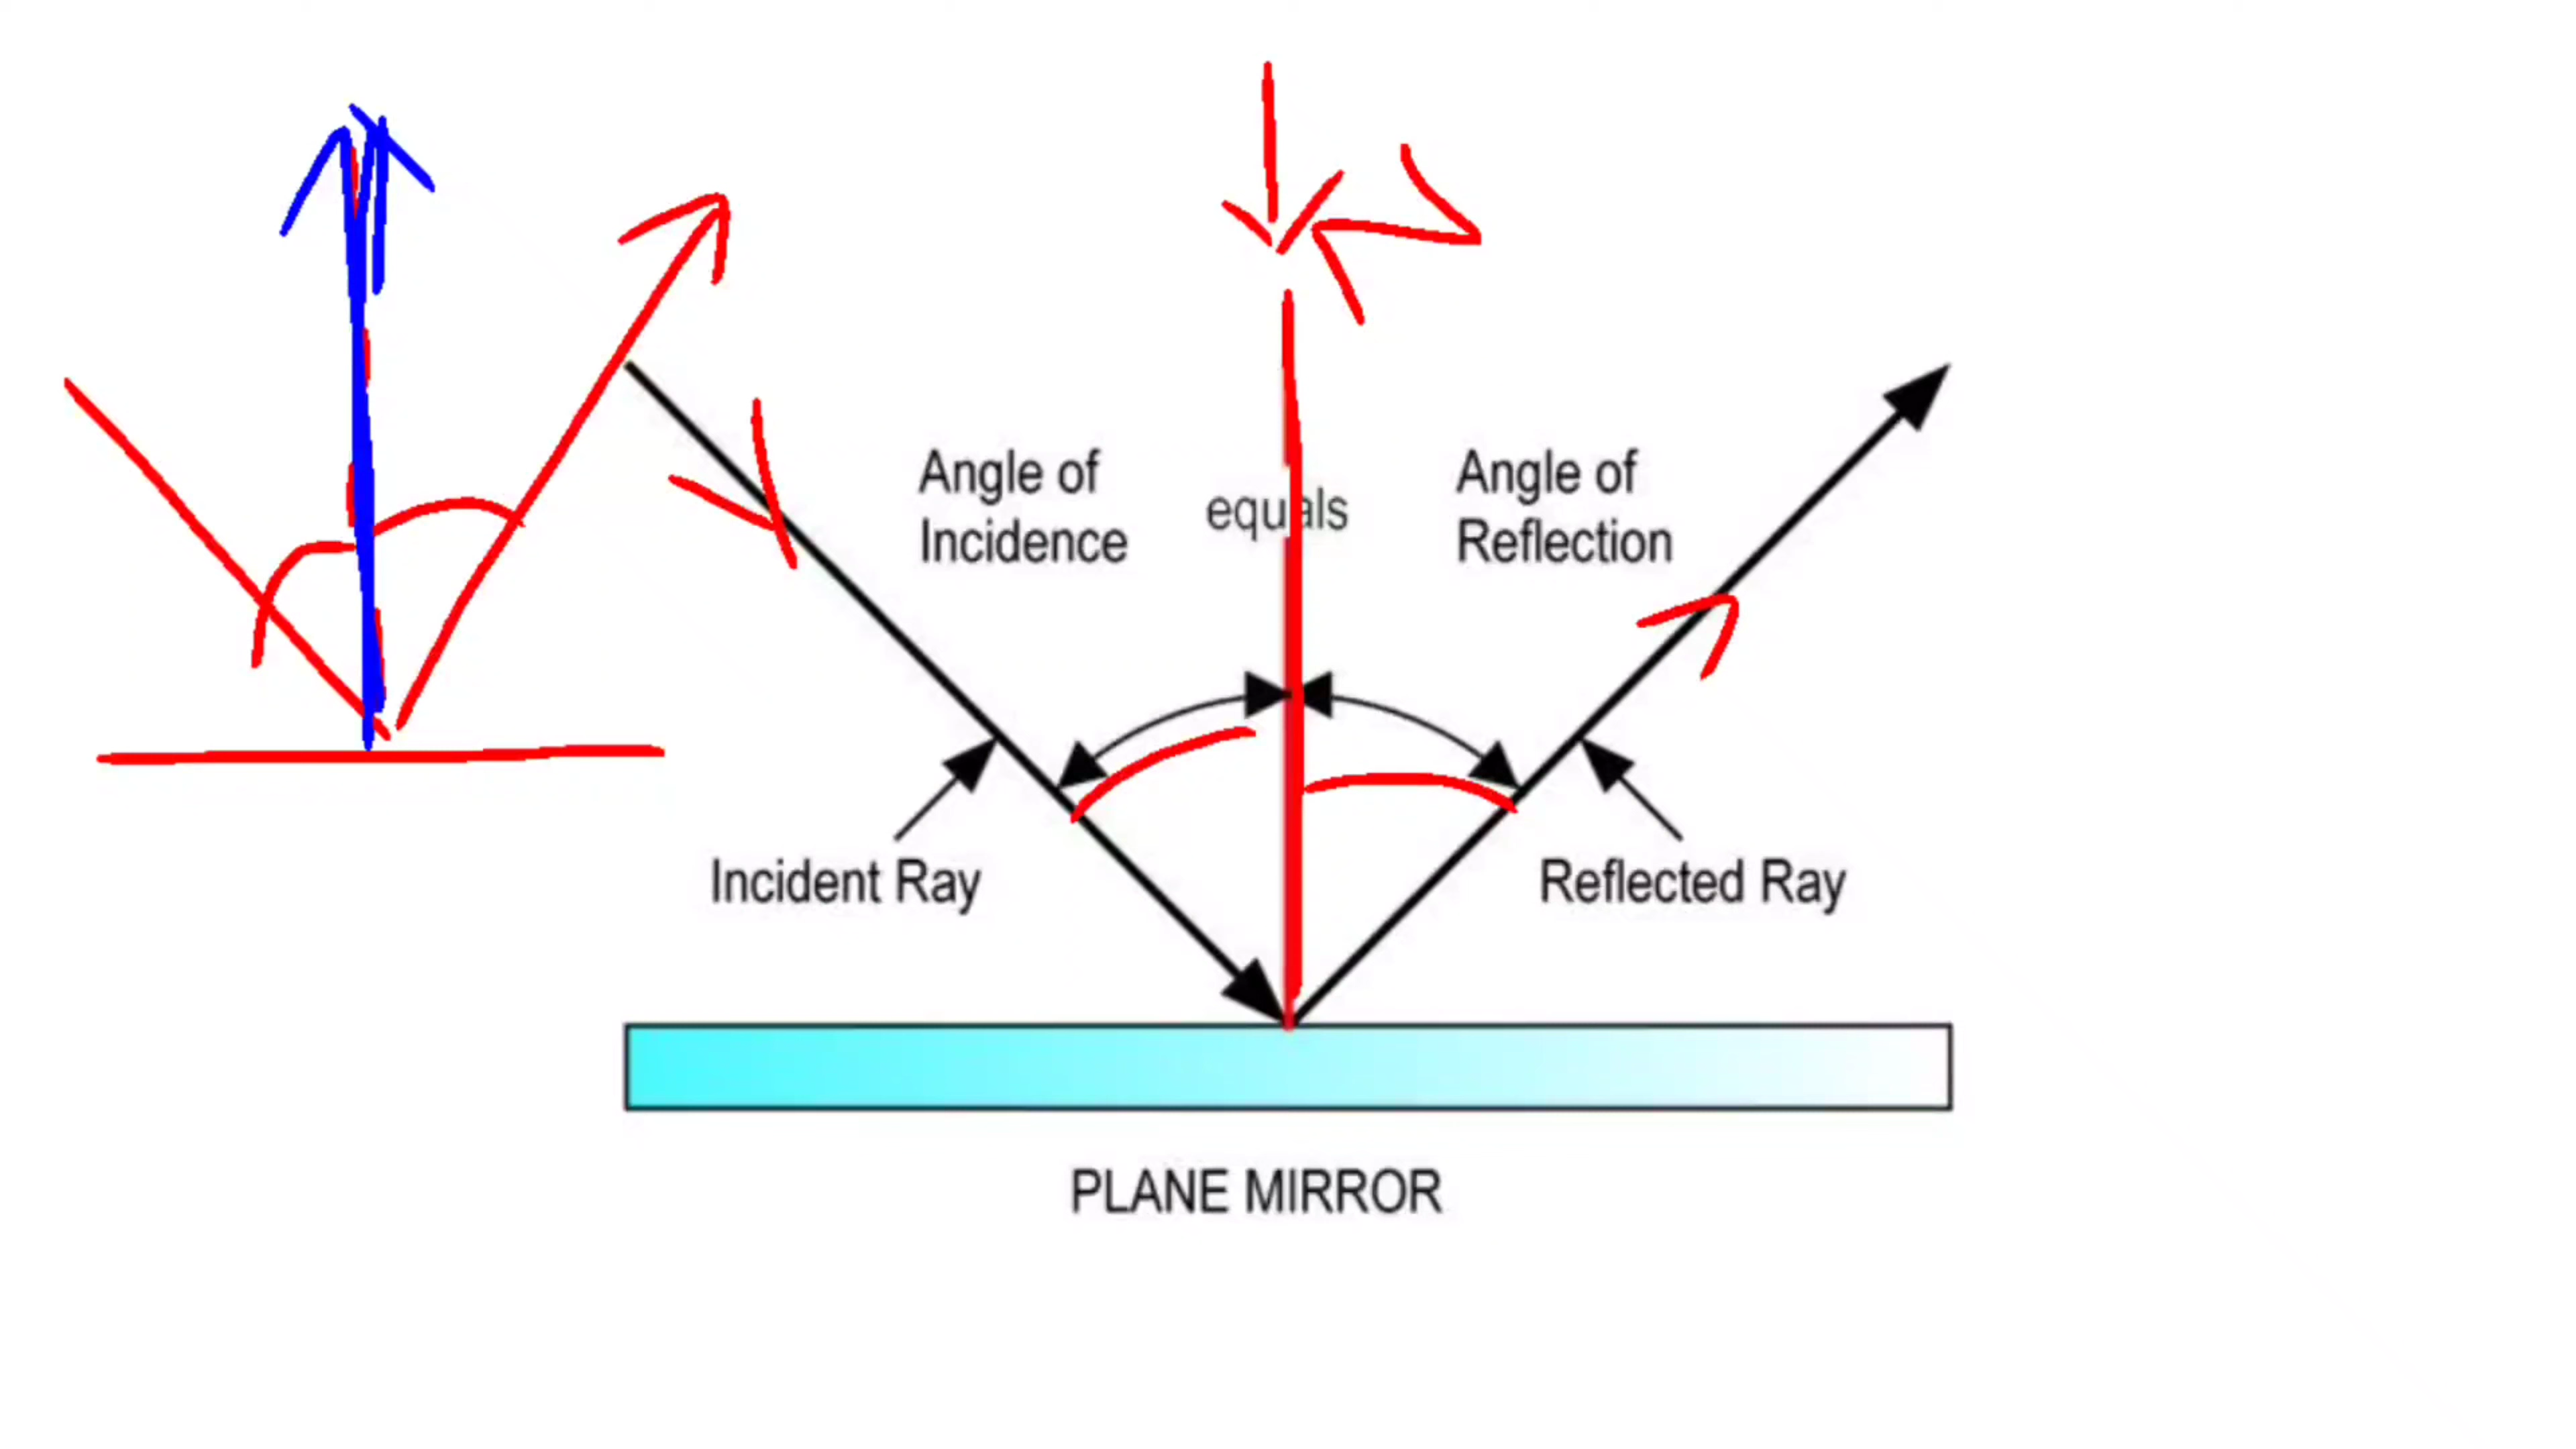 Angle of
Incidence
equals
Angle of
Reflection
Incident Ray
Reflected Ray
PLANE MIRROR